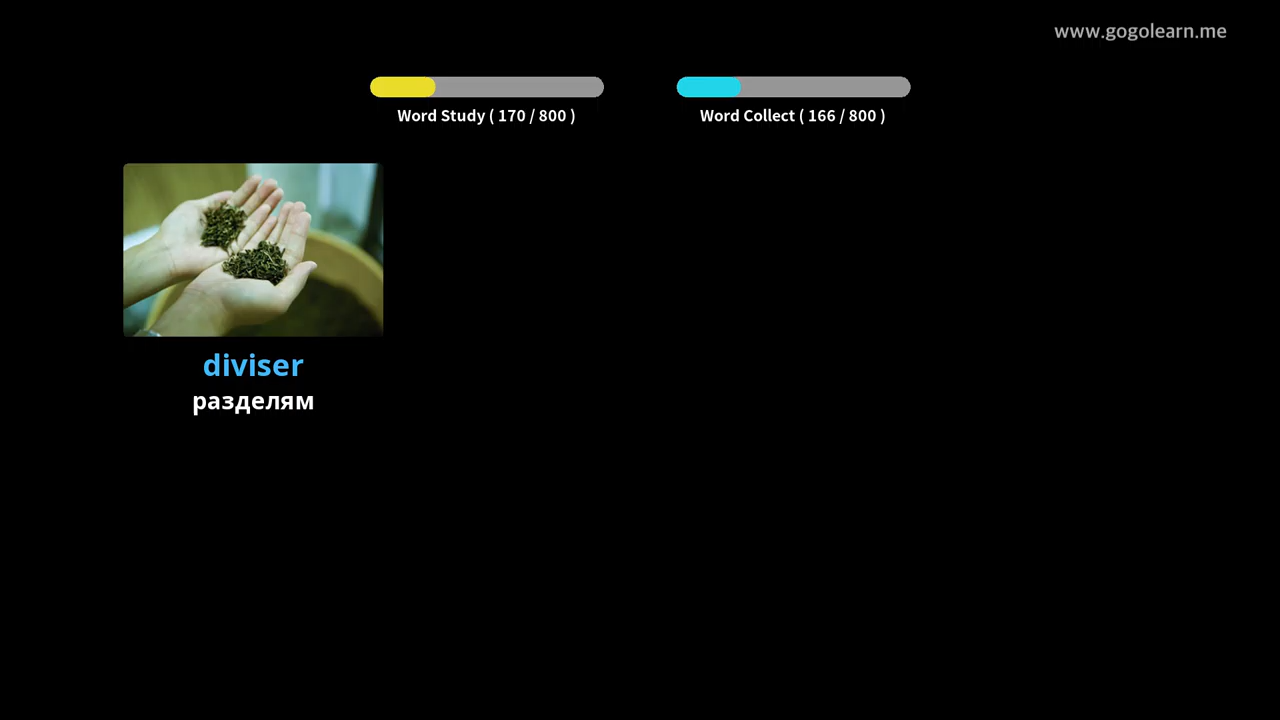 www.gogolearn.me
Word Study ( 170 / 800 )
Word Collect ( 166 / 800 )
diviser
разделям